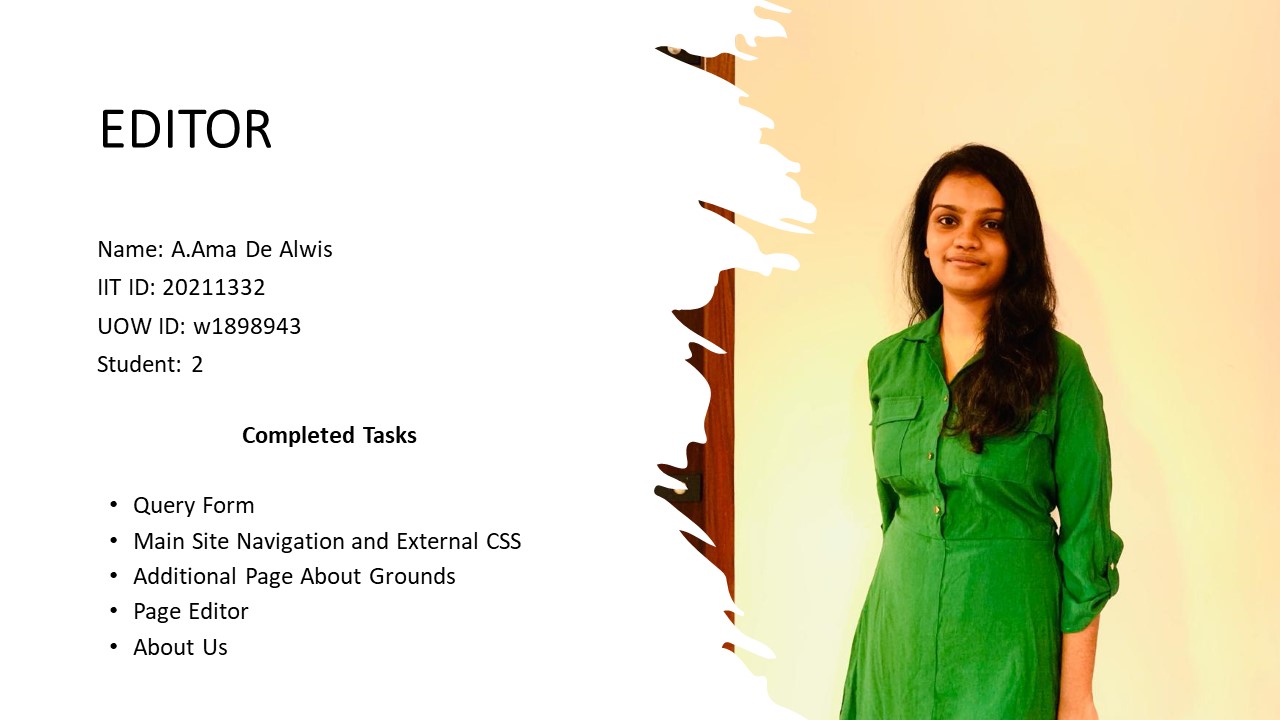 EDITOR
Name: A.Ama De Alwis
IIT ID: 20211332
UOW ID: w1898943
Student: 2
Completed Tasks
• Query Form
• Main Site Navigation and External CSS
• Additional Page About Grounds
• Page Editor
• About Us